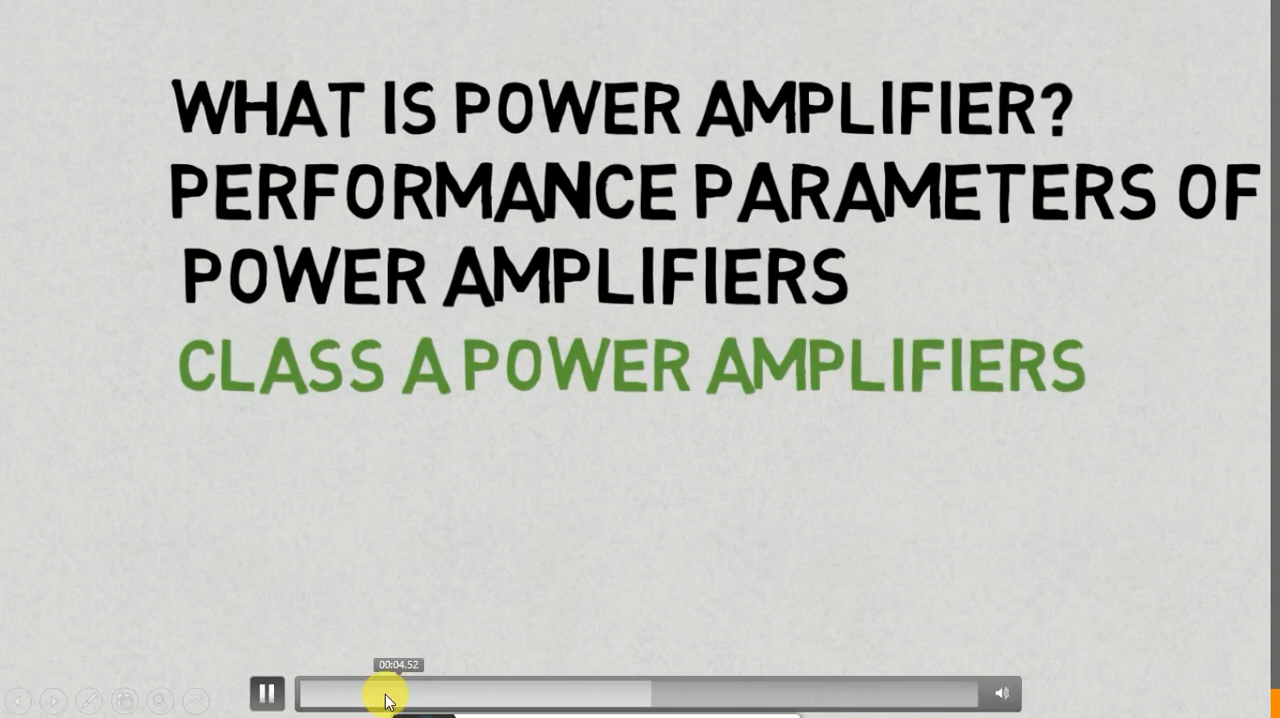 WHAT IS POWER AMPLIFIER?
PERFORMANCE PARAMETERS OF
POWER AMPLIFIERS
CLASS A POWER AMPLIFIERS
00:04.52